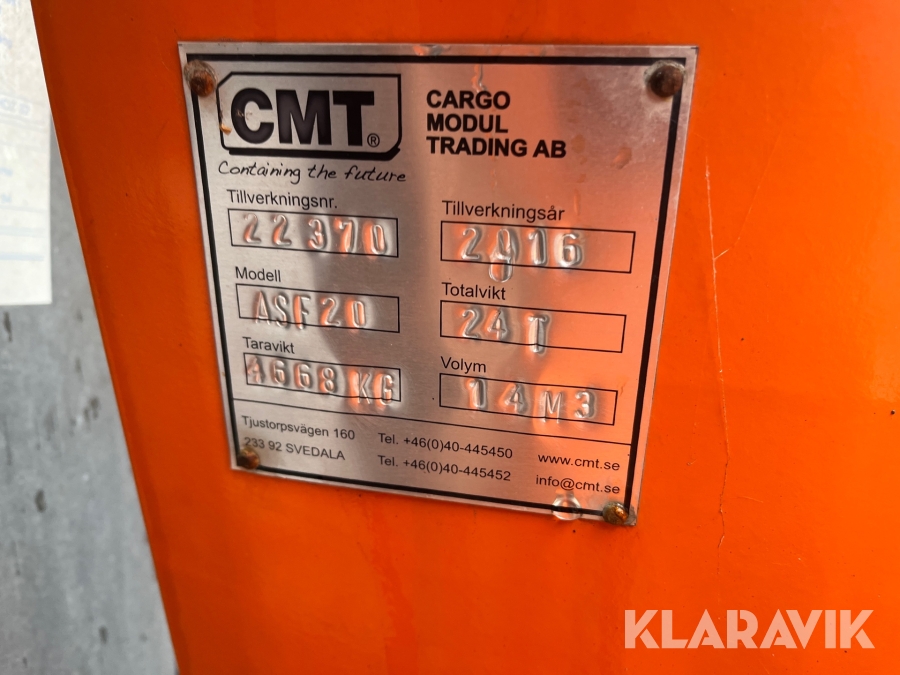 CMT®
Containing the future
CARGO
MODUL
TRADING AB
Tillverkningsnr.
22370
Tillverkningsår
2016
Modell
ASF20
Totalvikt
24T
Taravikt
4668 KG
Volym
14M3
Tjustorpsvägen 160
233 92 SVEDALA
Tel. +46(0)40-445450
Tel. +46(0)40-445452
www.cmt.se
info@cmt.se
KLARAVIK